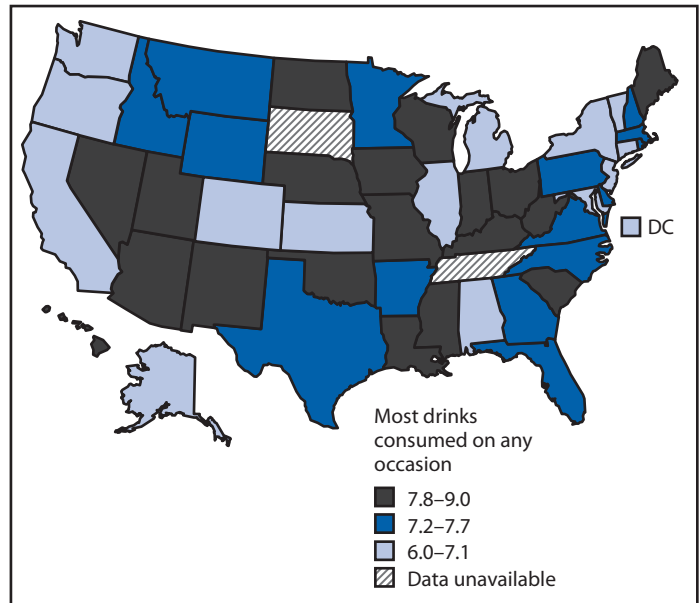 DC
Most drinks
consumed on any
occasion
7.8–9.0
7.2–7.7
6.0–7.1
Data unavailable